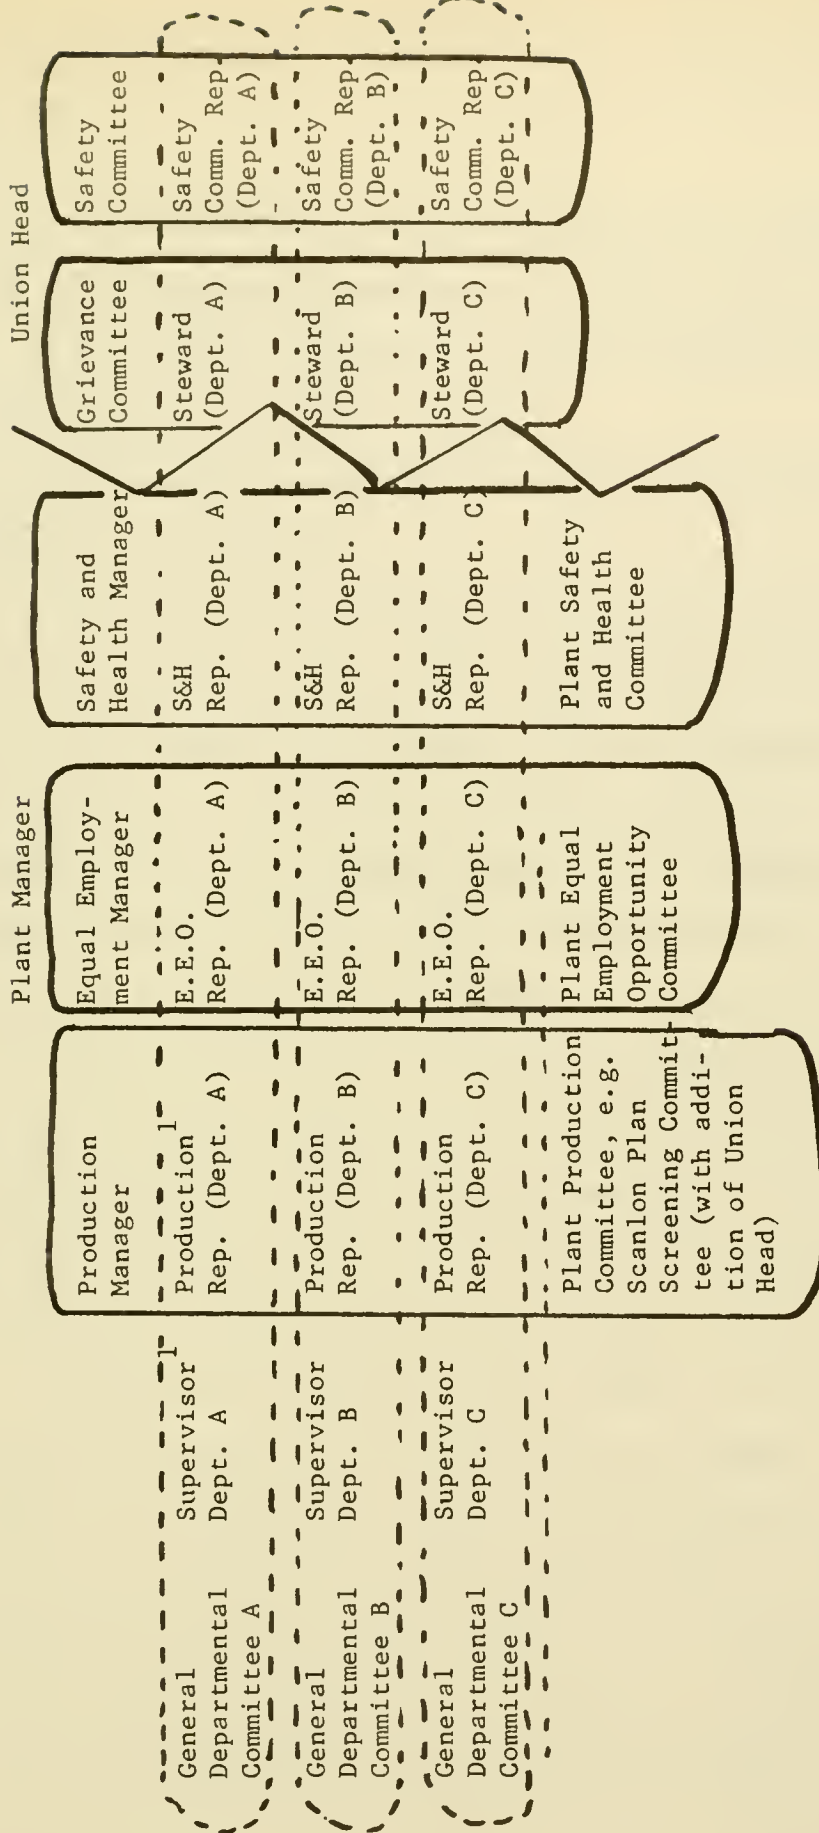 Plant Manager
Union Head
Production
Manager
Equal Employ-
ment Manager
Safety and
Health Manager
Grievance
Committee
Safety
Committee
General
Departmental
Committee A
Supervisor1
Dept. A
Production1
Rep. (Dept. A)
E.E.O.
Rep. (Dept. A)
S&H
Rep. (Dept. A)
Steward
(Dept. A)
Safety
Comm. Rep.
(Dept. A)
General
Departmental
Committee B
Supervisor
Dept. B
Production
Rep. (Dept. B)
E.E.O.
Rep. (Dept. B)
S&H
Rep. (Dept. B)
Steward
(Dept. B)
Safety
Comm. Rep
(Dept. B)
General
Departmental
Committee C
Supervisor
Dept. C
Production
Rep. (Dept. C)
E.E.O.
Rep. (Dept. C)
S&H
Rep. (Dept. C)
Steward
(Dept. C)
Safety
Comm. Rep
(Dept. C)
Plant Production
Committee, e.g.
Scanlon Plan
Screening Commit-
tee (with addi-
tion of Union
Head)
Plant Equal
Employment
Opportunity
Committee
Plant Safety
and Health
Committee